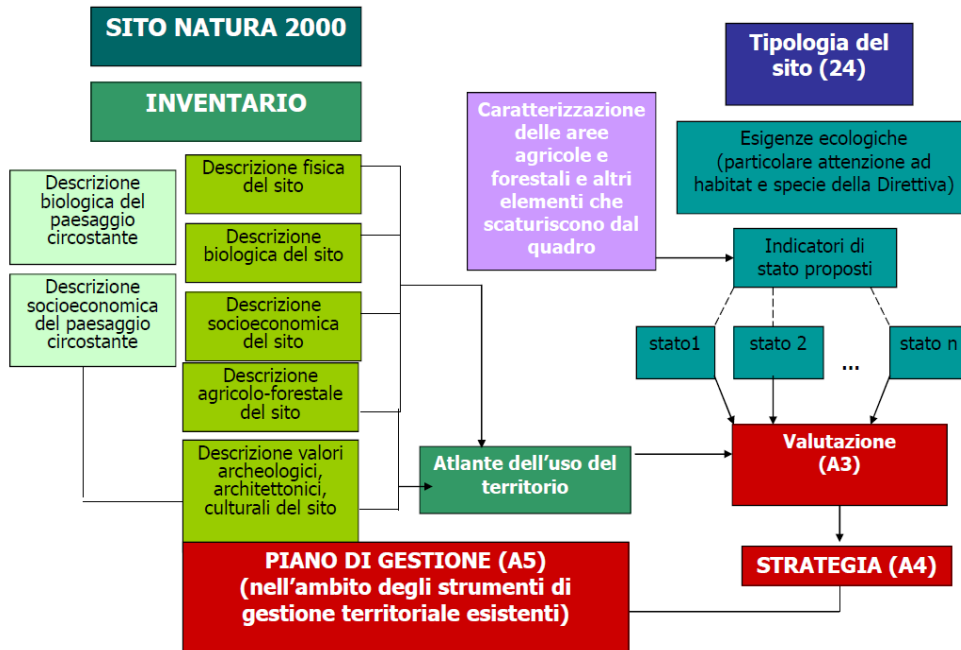 SITO NATURA 2000
INVENTARIO
Descrizione
biologica del
paesaggio
circostante
Descrizione
socioeconomica
del paesaggio
circostante
Descrizione fisica
del sito
Descrizione
biologica del sito
Descrizione
socioeconomica del
sito
Descrizione
agricolo-forestale
del sito
Descrizione valori
archeologici,
architettonici,
culturali del sito
Caratterizzazione
delle aree
agricole e
forestali e altri
elementi che
scaturiscono dal
quadro
Tipologia del
sito (24)
Esigenze ecologiche
(particolare attenzione ad
habitat e specie della Direttiva)
Indicatori di
stato proposti
stato1
stato 2
...
stato n
Atlante dell’uso del
territorio
Valutazione
(A3)
STRATEGIA (A4)
PIANO DI GESTIONE (A5)
(nell’ambito degli strumenti di
gestione territoriale esistenti)